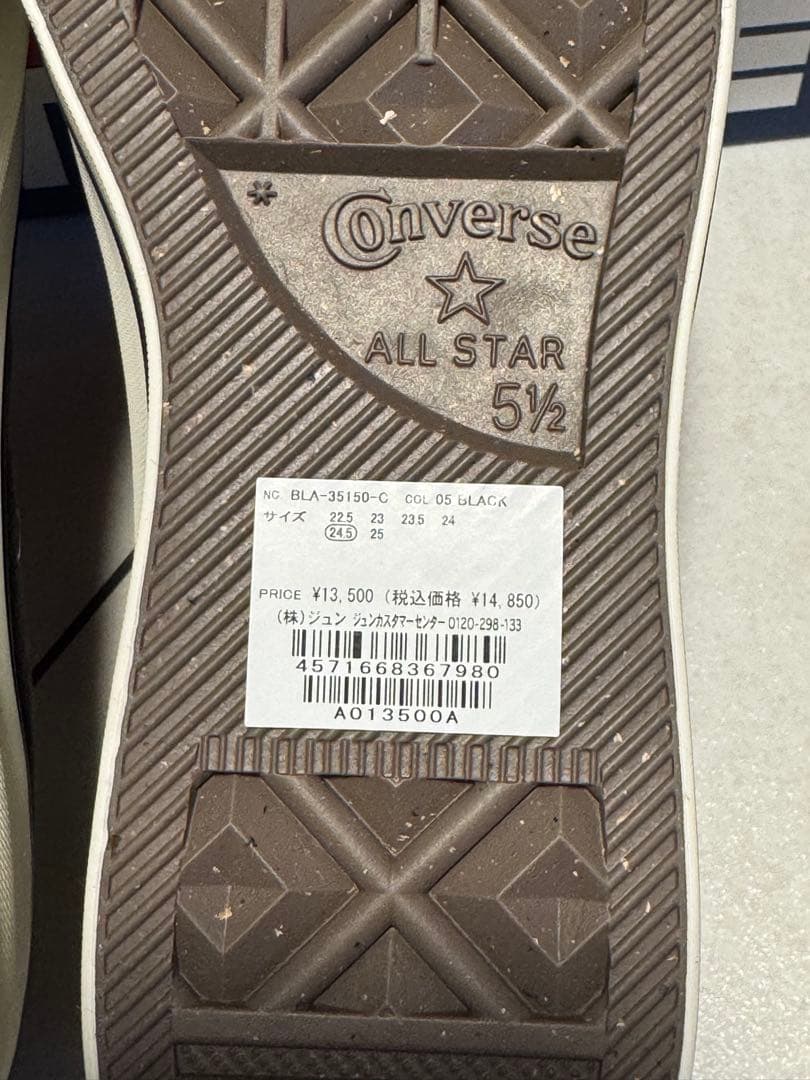 *
Converse
ALL STAR
5½
NO. BLA-35150-C COL 05 BLACK
サイズ 22.5 23 23.5 24
24.5 25
PRICE ¥13,500 (税込価格 ¥14,850)
(株)ジュン ジュンカスタマーセンター 0120-298-133
4571668367980
A013500A